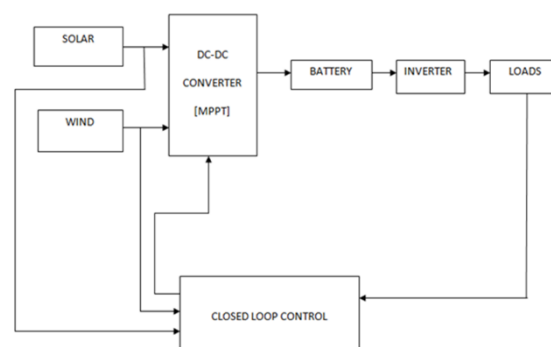 SOLAR
DC-DC
CONVERTER
[MPPT]
BATTERY
INVERTER
LOADS
WIND
CLOSED LOOP CONTROL